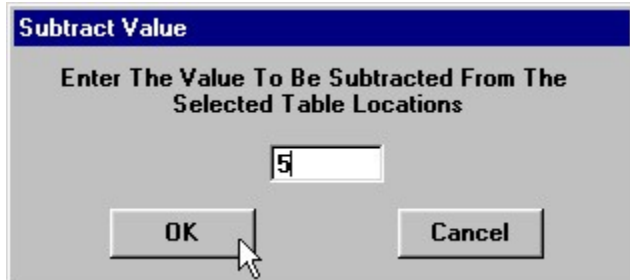 Subtract Value
Enter The Value To Be Subtracted From The
Selected Table Locations
5
OK
Cancel